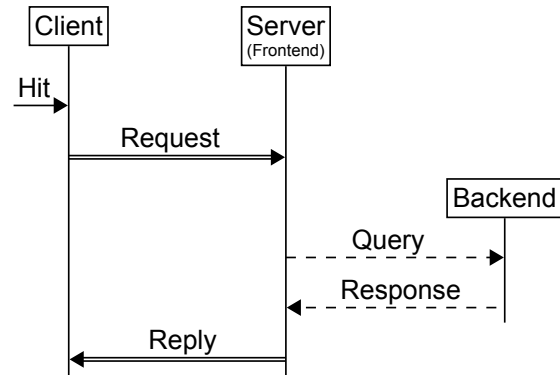 Client
Server
(Frontend)
Hit
Request
Backend
Query
Response
Reply